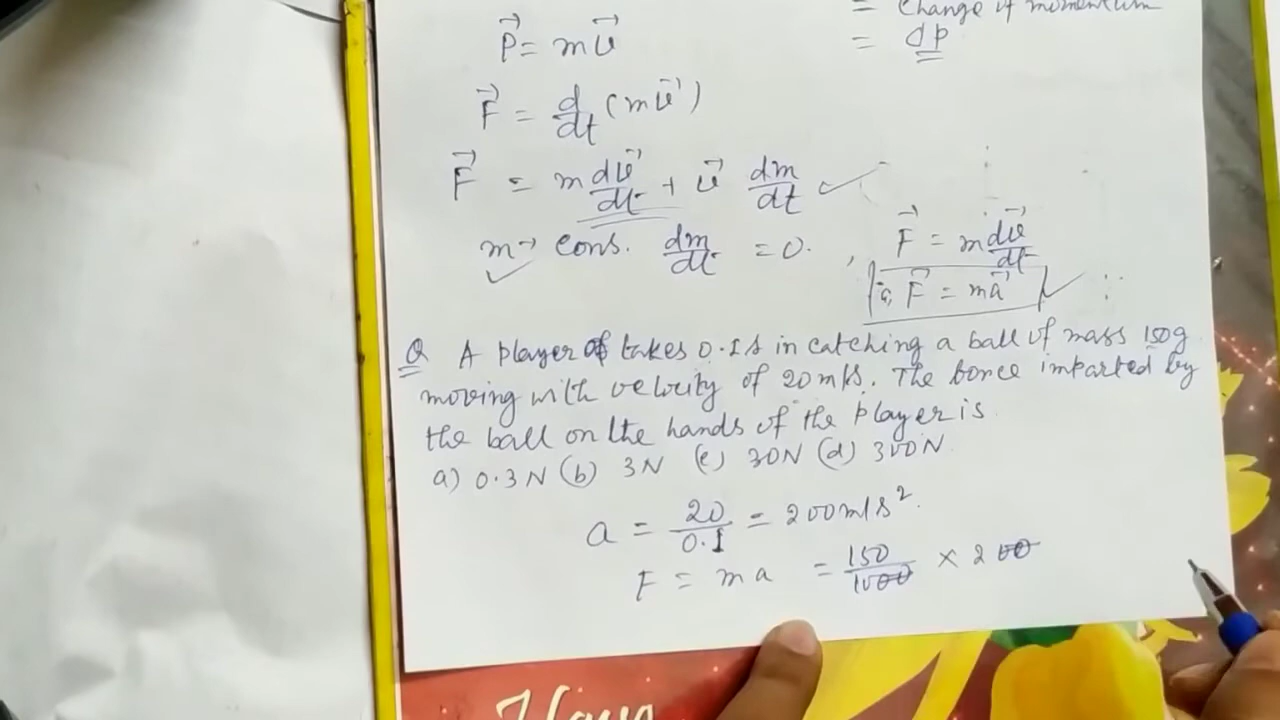 = Change of momentum
P⃗ = mv⃗ = dp
F⃗ = d/dt (mv⃗)
F⃗ = m dv⃗/dt + v⃗ dm/dt ✓
m → cons. dm/dt = 0. , F⃗ = m dv⃗/dt
F⃗ = ma⃗ ✓
Q A player of takes 0.1s in catching a ball of mass 150g
moving with velocity of 20m/s. The force imparted by
the ball on the hands of the player is
a) 0.3N (b) 3N (c) 30N (d) 300N
a = 20/0.1 = 200m/s².
F = ma = 150/1000 × 200